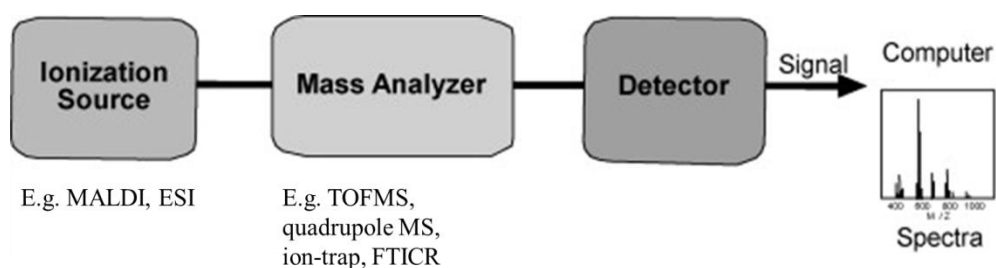 Ionization
Source
Mass Analyzer
Detector
Signal
Computer
400 600 800 1000
M / Z
Spectra
E.g. MALDI, ESI
E.g. TOFMS,
quadrupole MS,
ion-trap, FTICR